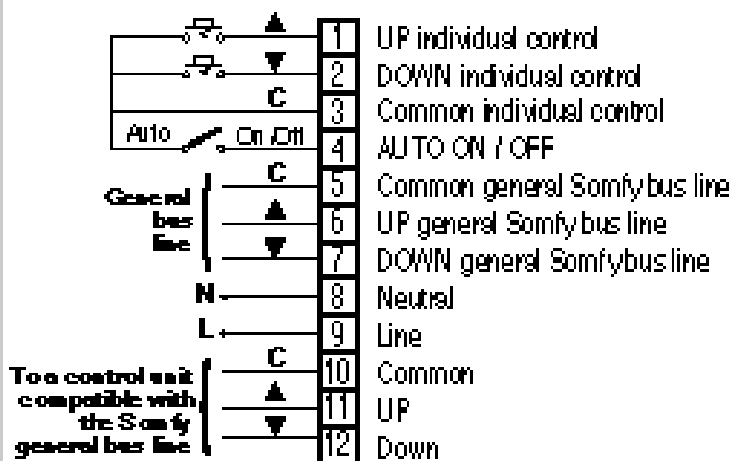 ▲ 1 UP individual control
▼ 2 DOWN individual control
C 3 Common individual control
Auto On /Off 4 AUTO ON / OFF
C 5 Common general Somfy bus line
▲ 6 UP general Somfy bus line
▼ 7 DOWN general Somfy bus line
General
bus
line
N 8 Neutral
L 9 Line
C 10 Common
▲ 11 UP
▼ 12 Down
To a control unit
compatible with
the Somfy
general bus line